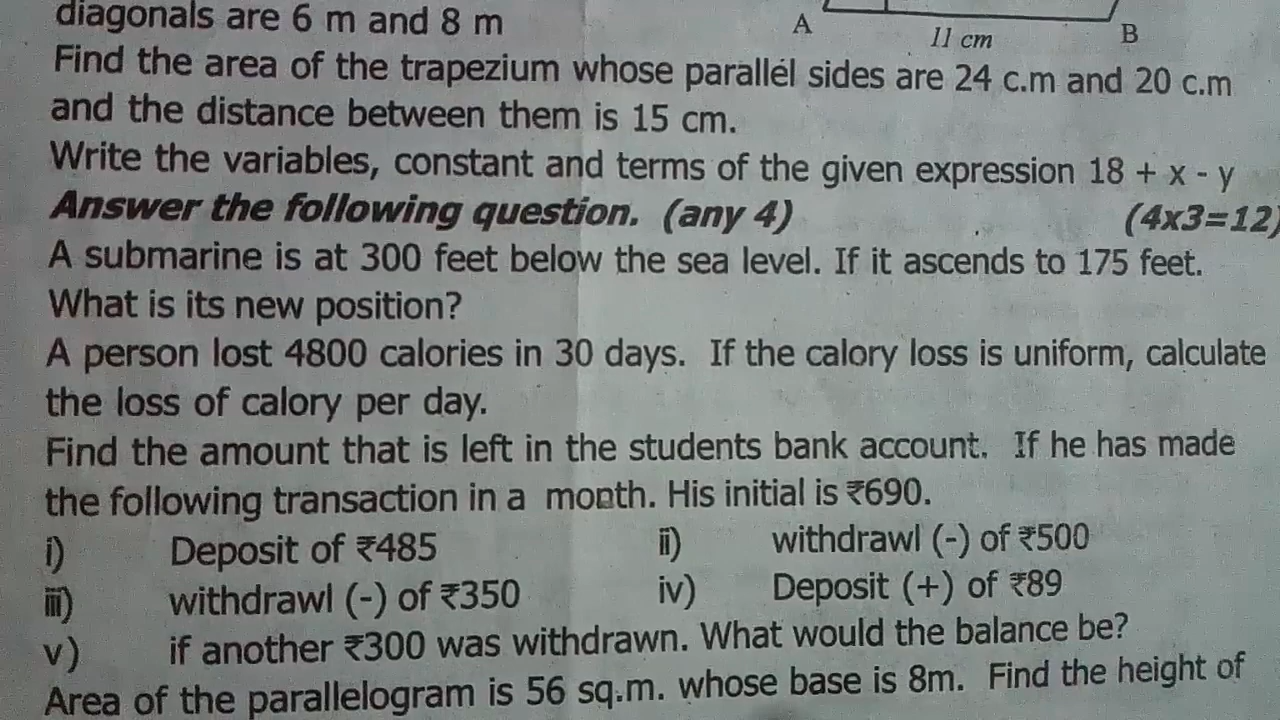 diagonals are 6 m and 8 m
A
11 cm
B
Find the area of the trapezium whose parallel sides are 24 c.m and 20 c.m
and the distance between them is 15 cm.
Write the variables, constant and terms of the given expression 18 + x - y
Answer the following question. (any 4) (4x3=12)
A submarine is at 300 feet below the sea level. If it ascends to 175 feet.
What is its new position?
A person lost 4800 calories in 30 days. If the calory loss is uniform, calculate
the loss of calory per day.
Find the amount that is left in the students bank account. If he has made
the following transaction in a month. His initial is ₹690.
i) Deposit of ₹485 ii) withdrawl (-) of ₹500
iii) withdrawl (-) of ₹350 iv) Deposit (+) of ₹89
v) if another ₹300 was withdrawn. What would the balance be?
Area of the parallelogram is 56 sq.m. whose base is 8m. Find the height of